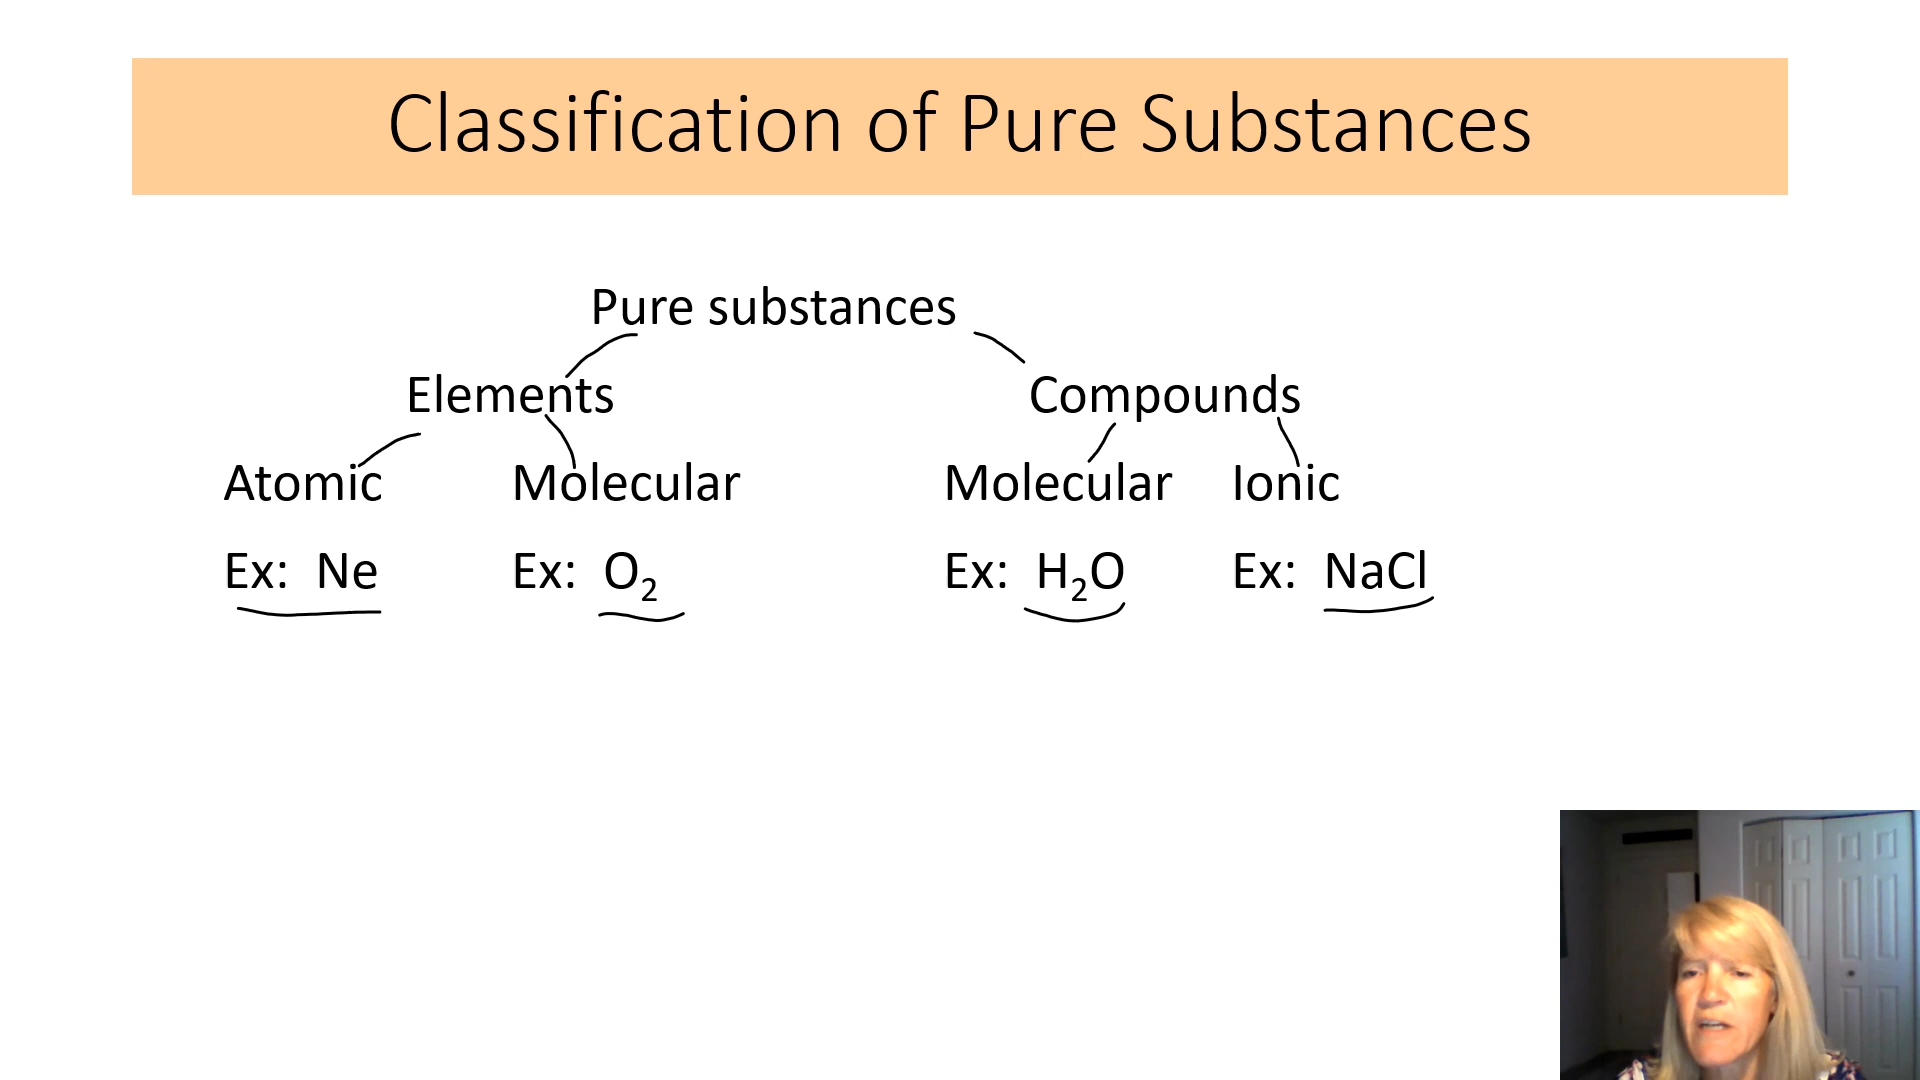 Classification of Pure Substances
Pure substances
Elements Compounds
Atomic Molecular Molecular Ionic
Ex: Ne Ex: O₂ Ex: H₂O Ex: NaCl